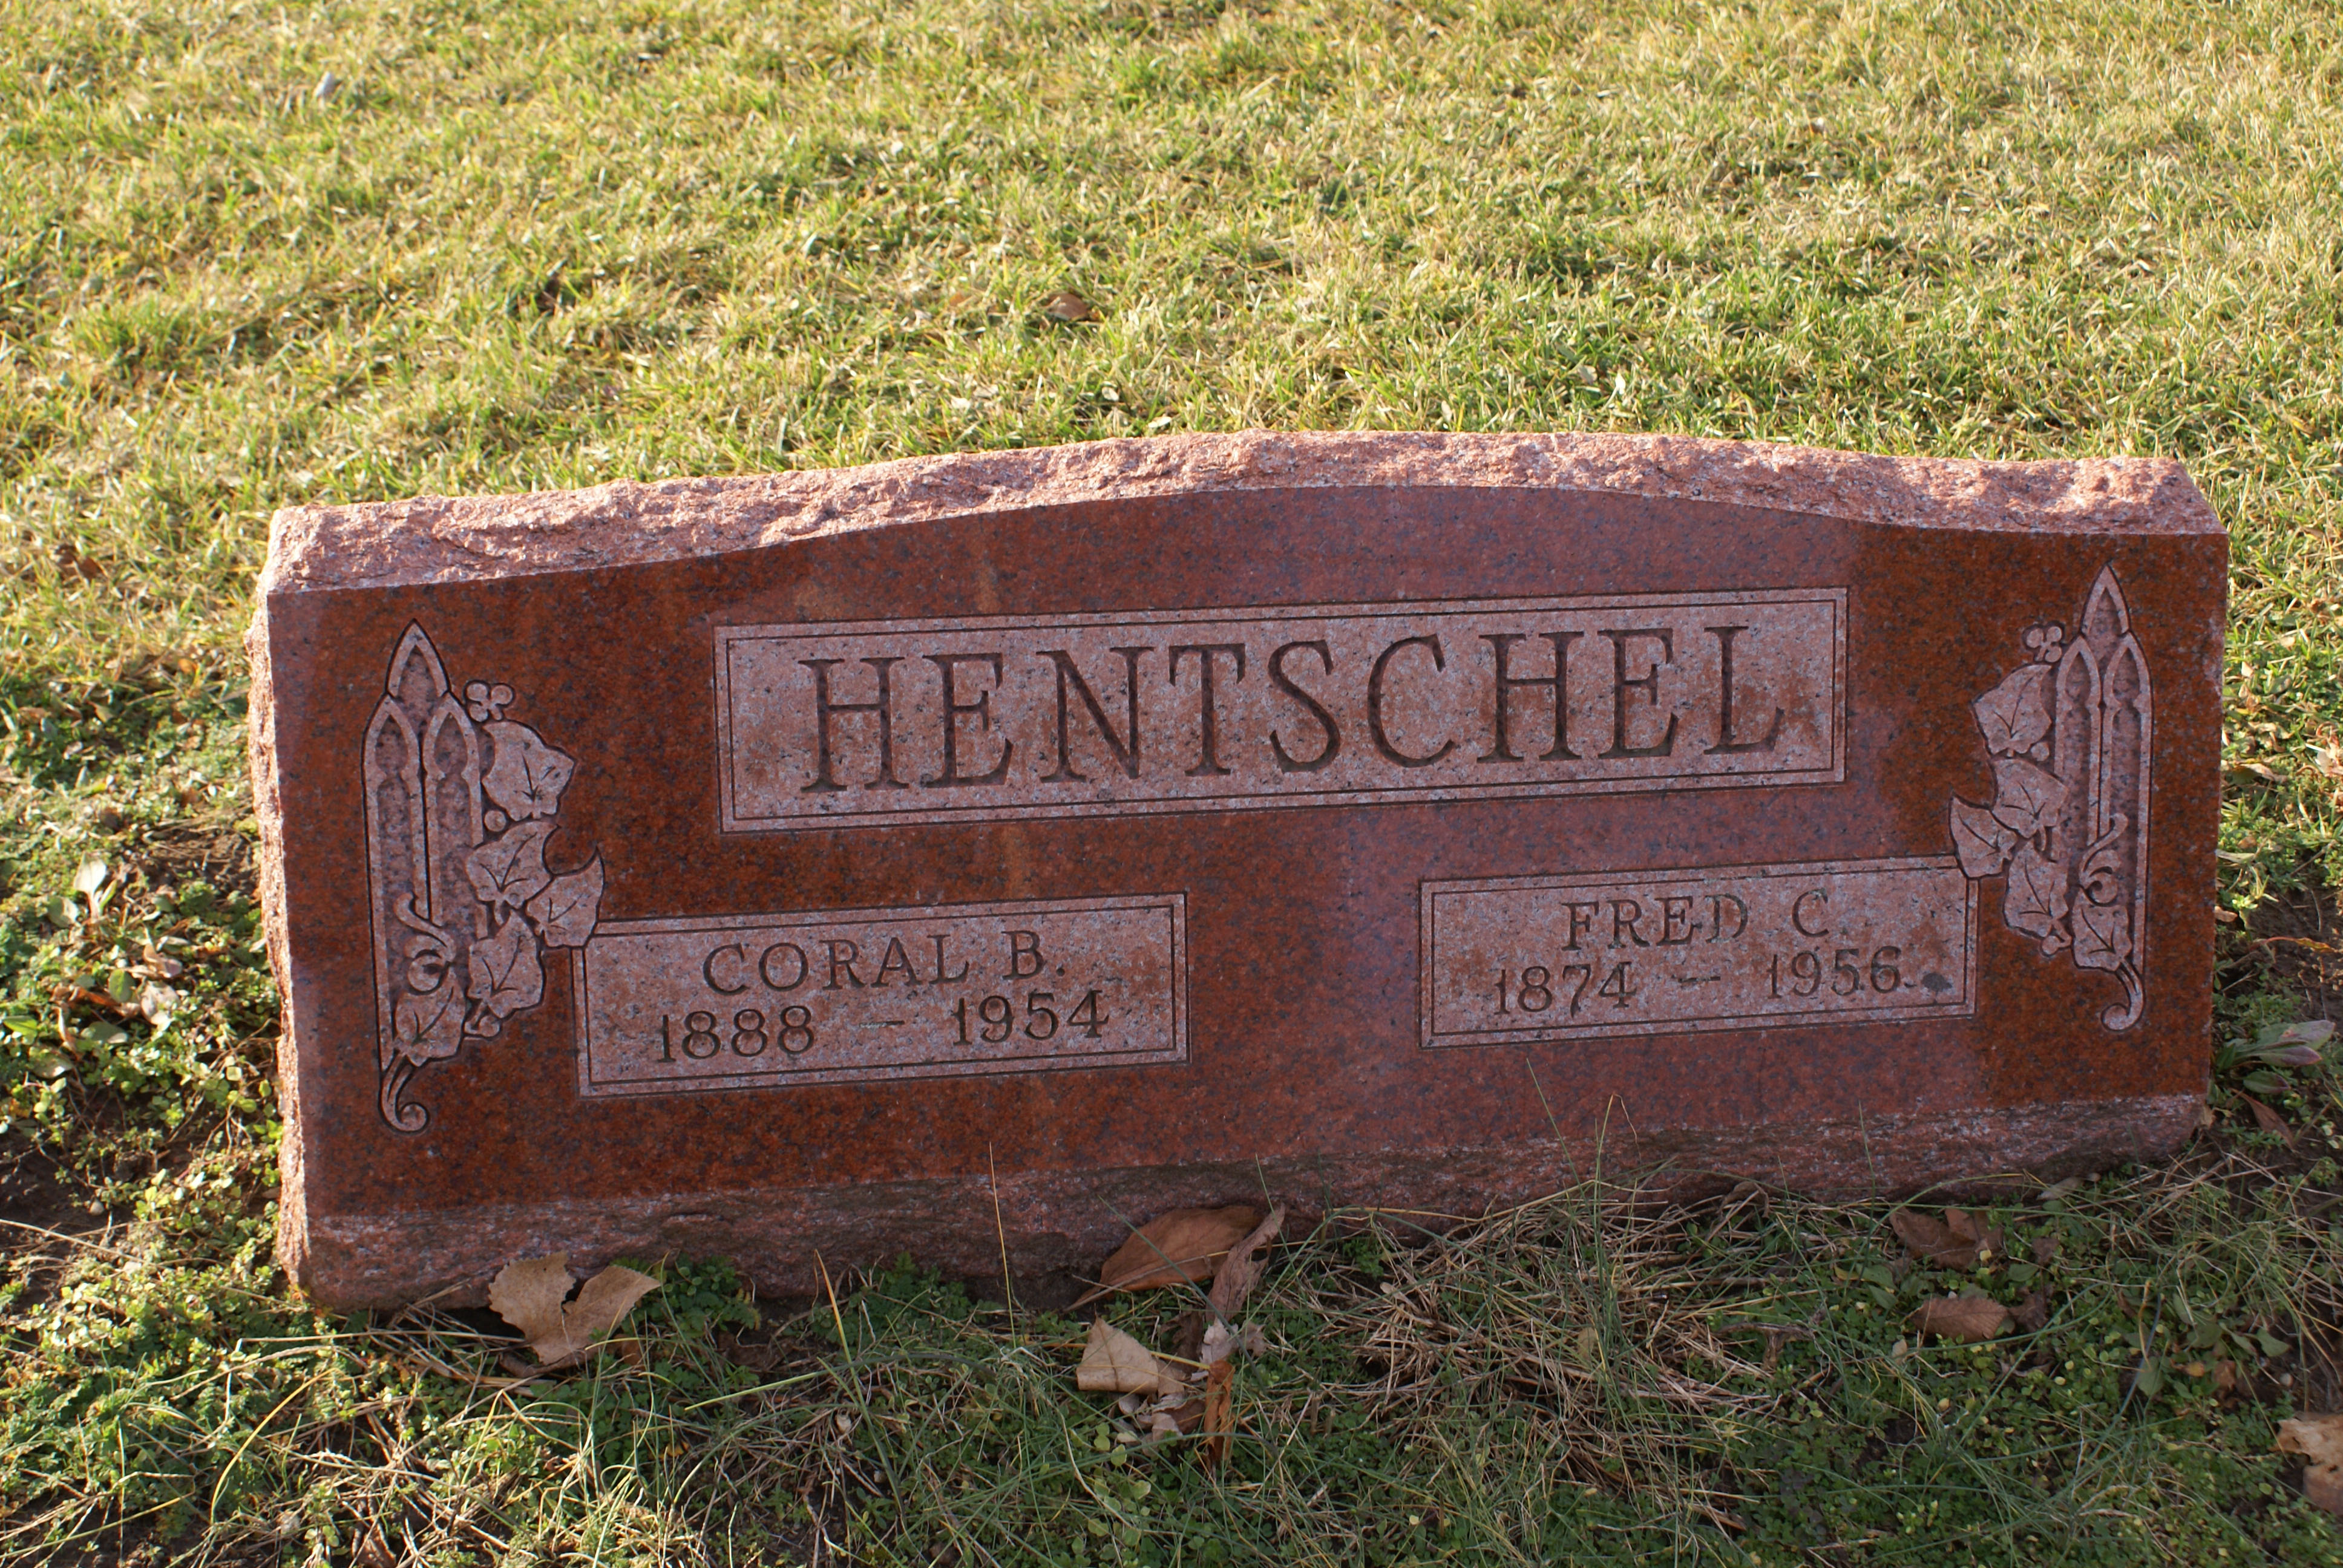 HENTSCHEL
CORAL B.
1888 - 1954
FRED C.
1874 - 1956